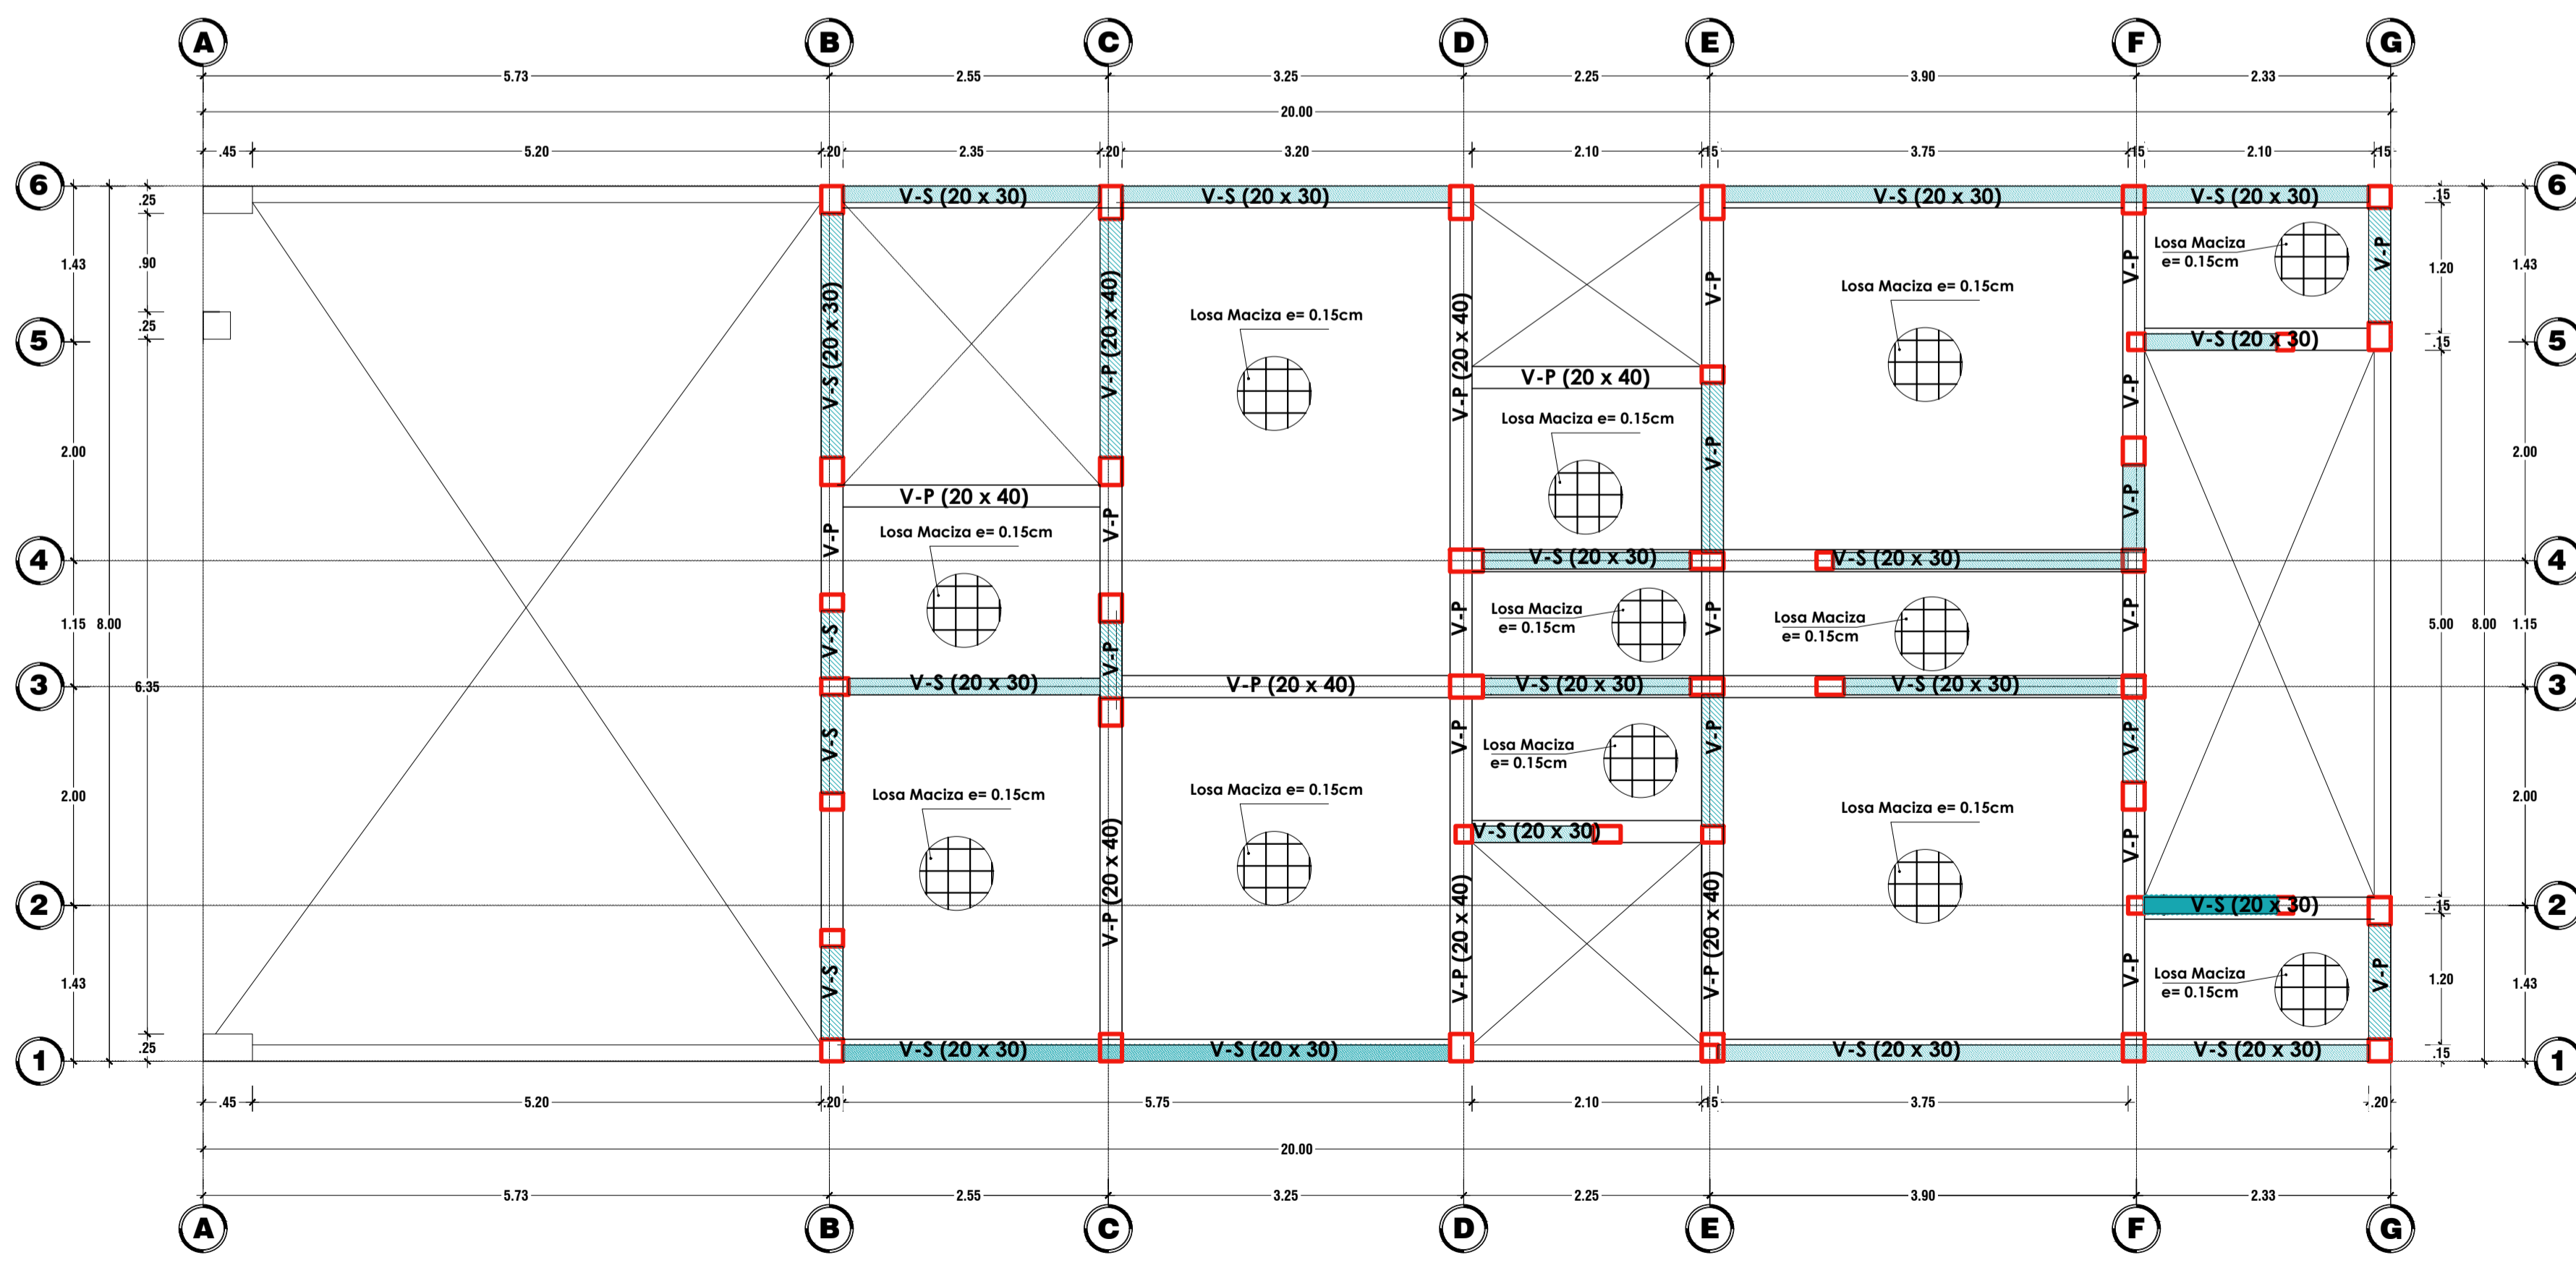 A B C D E F G
5.73 2.55 3.25 2.25 3.90 2.33
20.00
.45 5.20 .20 2.35 .20 3.20 2.10 .15 3.75 .15 2.10 .15
6 V-S (20 x 30) V-S (20 x 30) V-S (20 x 30) V-S (20 x 30) 6
.25 .15
Losa Maciza
e= 0.15cm
V-P V-P
1.43 .90 V-P 1.20 1.43
Losa Maciza e= 0.15cm
Losa Maciza e= 0.15cm
.25
V-S (20 x 30) V-P (20 x 40) V-P (20 x 40)
5 V-S (20 x 30) .15 5
V-P (20 x 40)
V-P
Losa Maciza e= 0.15cm
2.00 V-P 2.00
V-P (20 x 40)
V-P
Losa Maciza e= 0.15cm
V-P V-P
4 V-S (20 x 30) V-S (20 x 30) 4
Losa Maciza
e= 0.15cm
Losa Maciza
e= 0.15cm
V-P V-P V-P
1.15 8.00 5.00 8.00 1.15
V-S V-P
3 6.35 V-S (20 x 30) V-P (20 x 40) V-S (20 x 30) V-S (20 x 30) 3
V-S V-P V-P V-P
Losa Maciza
e= 0.15cm
2.00 2.00
Losa Maciza e= 0.15cm Losa Maciza e= 0.15cm Losa Maciza e= 0.15cm
V-S (20 x 30)
V-P
V-P (20 x 40)
2 V-S (20 x 30) .15 2
V-P (20 x 40) V-P (20 x 40)
Losa Maciza
e= 0.15cm
V-S V-P V-P
1.43 1.20 1.43
.25 .15
1 V-S (20 x 30) V-S (20 x 30) V-S (20 x 30) V-S (20 x 30) 1
.45 5.20 .20 5.75 2.10 .15 3.75 .20
20.00
5.73 2.55 3.25 2.25 3.90 2.33
A B C D E F G